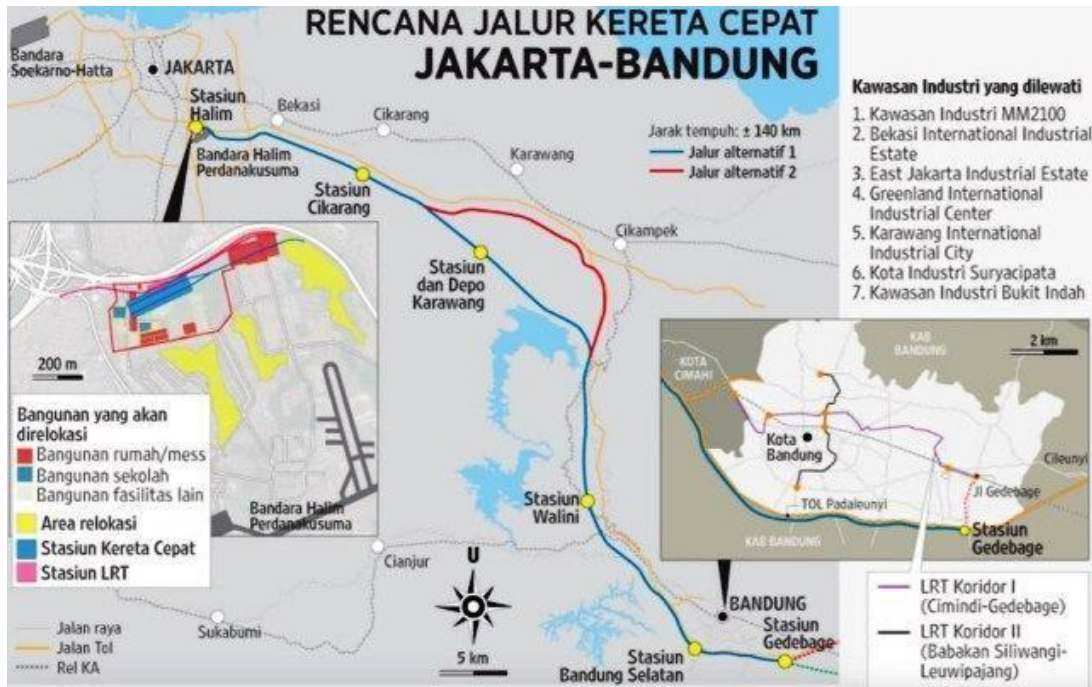 RENCANA JALUR KERETA CEPAT
JAKARTA-BANDUNG
Bandara
Soekarno-Hatta
JAKARTA
Stasiun
Halim
Bekasi
Cikarang
Bandara Halim
Perdanakusuma
Stasiun
Cikarang
Karawang
Jarak tempuh: ± 140 km
Jalur alternatif 1
Jalur alternatif 2
Cikampek
Stasiun
dan Depo
Karawang
Kawasan Industri yang dilewati
1. Kawasan Industri MM2100
2. Bekasi International Industrial
Estate
3. East Jakarta Industrial Estate
4. Greenland International
Industrial Center
5. Karawang International
Industrial City
6. Kota Industri Suryacipata
7. Kawasan Industri Bukit Indah
200 m
Bangunan yang akan
direlokasi
Bangunan rumah/mess
Bangunan sekolah
Bangunan fasilitas lain
Area relokasi
Stasiun Kereta Cepat
Stasiun LRT
Bandara Halim
Perdanakusuma
2 km
KAB
BANDUNG
KOTA
CIMAHI
Kota
Bandung
Cileunyi
Jl Gedebage
TOL Padaleunyi
KAB BANDUNG
Stasiun
Gedebage
Stasiun
Walini
Cianjur
Sukabumi
U
5 km
BANDUNG
Stasiun
Gedebage
Stasiun
Bandung Selatan
LRT Koridor I
(Cimindi-Gedebage)
LRT Koridor II
(Babakan Siliwangi-
Leuwipajang)
Jalan raya
Jalan Tol
Rel KA